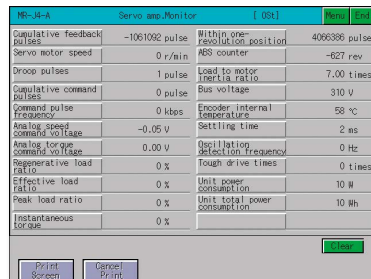 MR-J4-A Servo amp.Monitor [ 0St] Menu End
Cumulative feedback pulses -1061092 pulse Within one-revolution position 4066386 pulse
Servo motor speed 0 r/min ABS counter -627 rev
Droop pulses 1 pulse Load to motor inertia ratio 7.00 times
Cumulative command pulses 0 pulse Bus voltage 310 V
Command pulse frequency 0 kbps Encoder internal temperature 58 ℃
Analog speed command voltage -0.05 V Settling time 2 ms
Analog torque command voltage 0.00 V Oscillation detection frequency 0 Hz
Regenerative load ratio 0 % Tough drive times 0 times
Effective load ratio 0 % Unit power consumption 10 W
Peak load ratio 0 % Unit total power consumption 10 Wh
Instantaneous torque 0 %
Clear
Print Screen Cancel Print